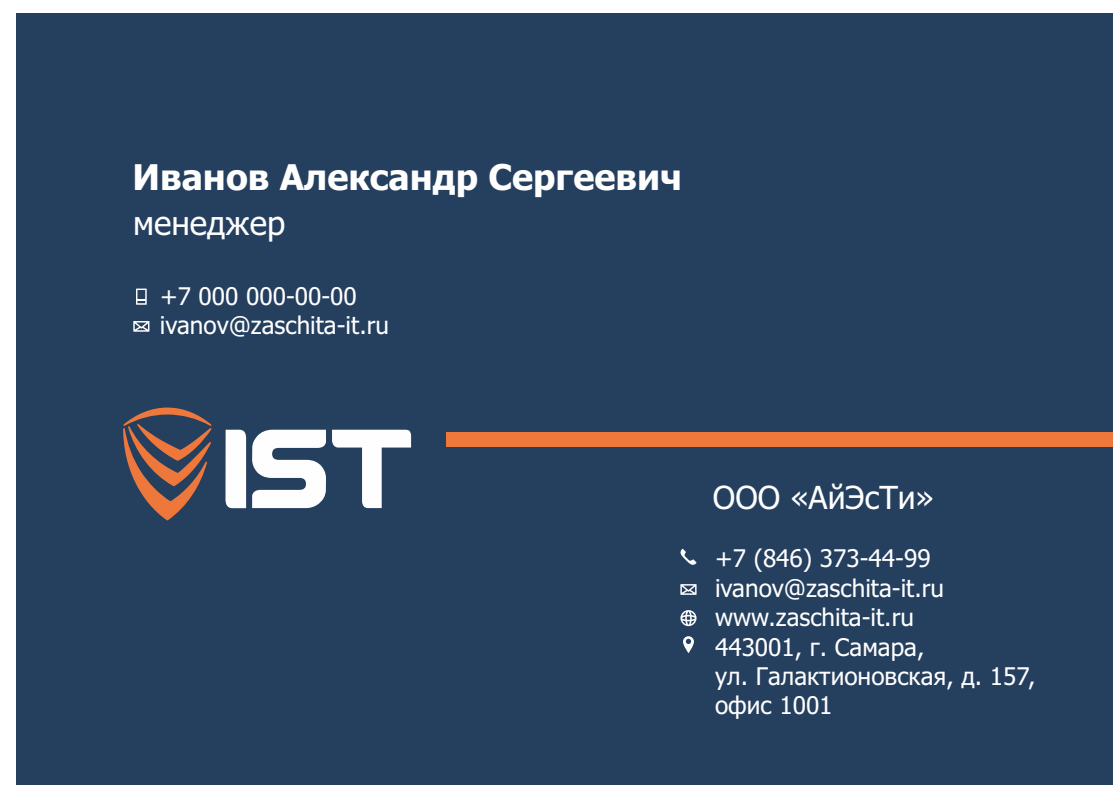 Иванов Александр Сергеевич
менеджер
+7 000 000-00-00
ivanov@zaschita-it.ru
IST
ООО «АйЭсТи»
+7 (846) 373-44-99
ivanov@zaschita-it.ru
www.zaschita-it.ru
443001, г. Самара,
ул. Галактионовская, д. 157,
офис 1001